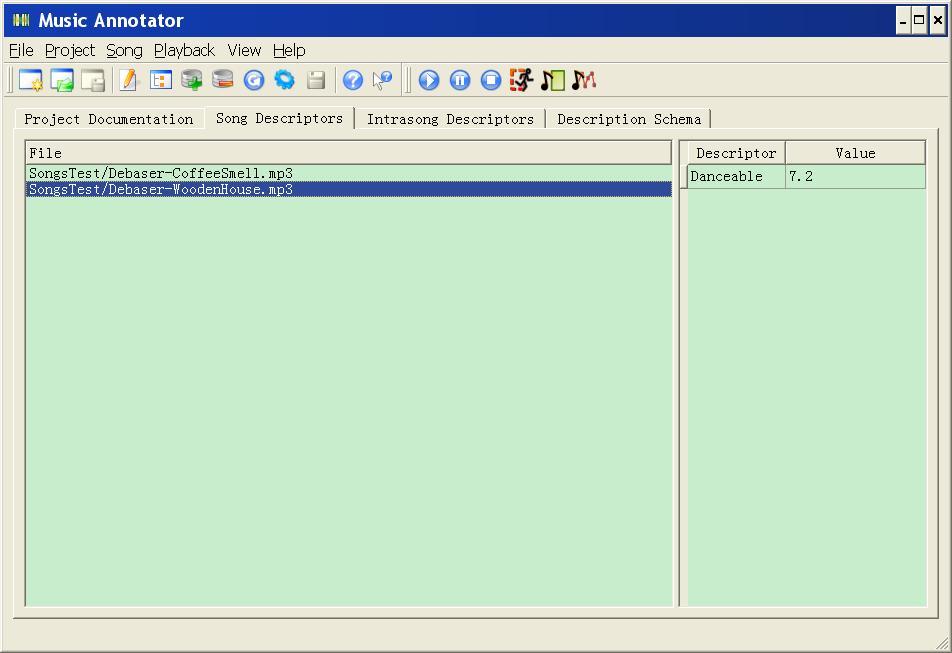 Music Annotator
File Project Song Playback View Help
Project Documentation Song Descriptors Intrasong Descriptors Description Schema
File Descriptor Value
SongsTest/Debaser-CoffeeSmell.mp3
Danceable 7.2
SongsTest/Debaser-WoodenHouse.mp3